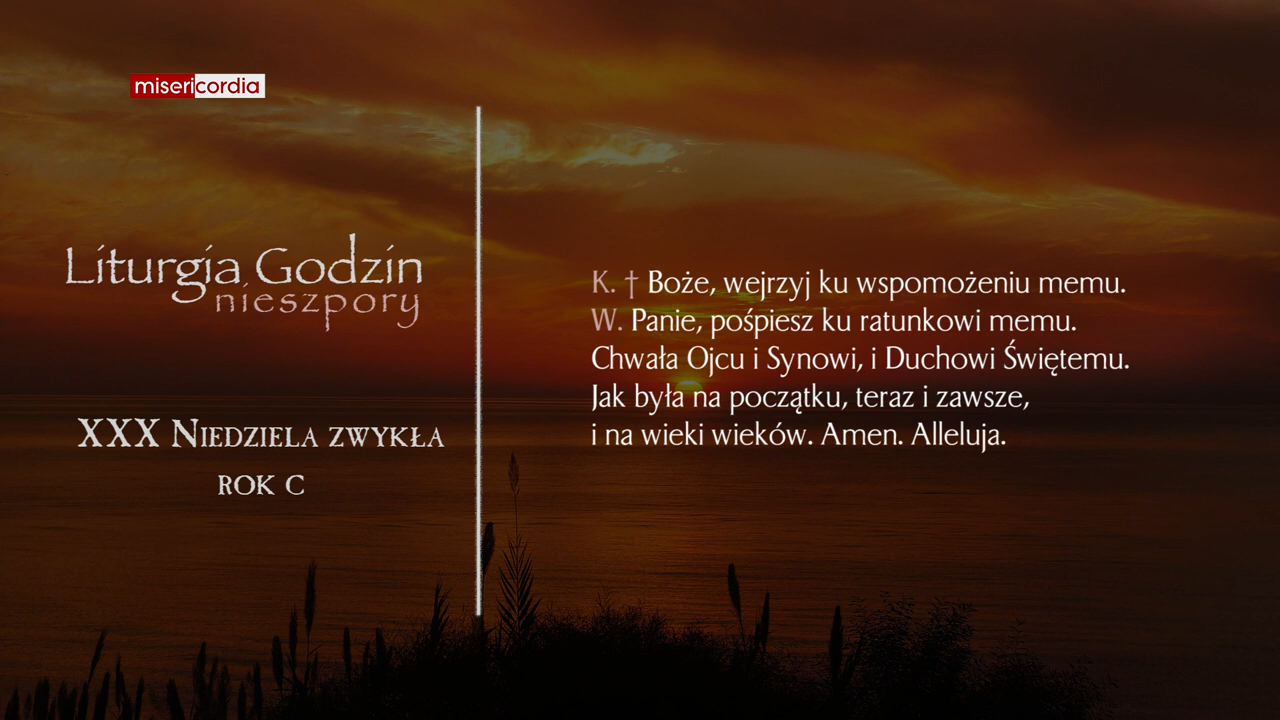 misericordia
Liturgia Godzin
nieszpory
XXX Niedziela zwykła
rok C
K. † Boże, wejrzyj ku wspomożeniu memu.
W. Panie, pośpiesz ku ratunkowi memu.
Chwała Ojcu i Synowi, i Duchowi Świętemu.
Jak była na początku, teraz i zawsze,
i na wieki wieków. Amen. Alleluja.